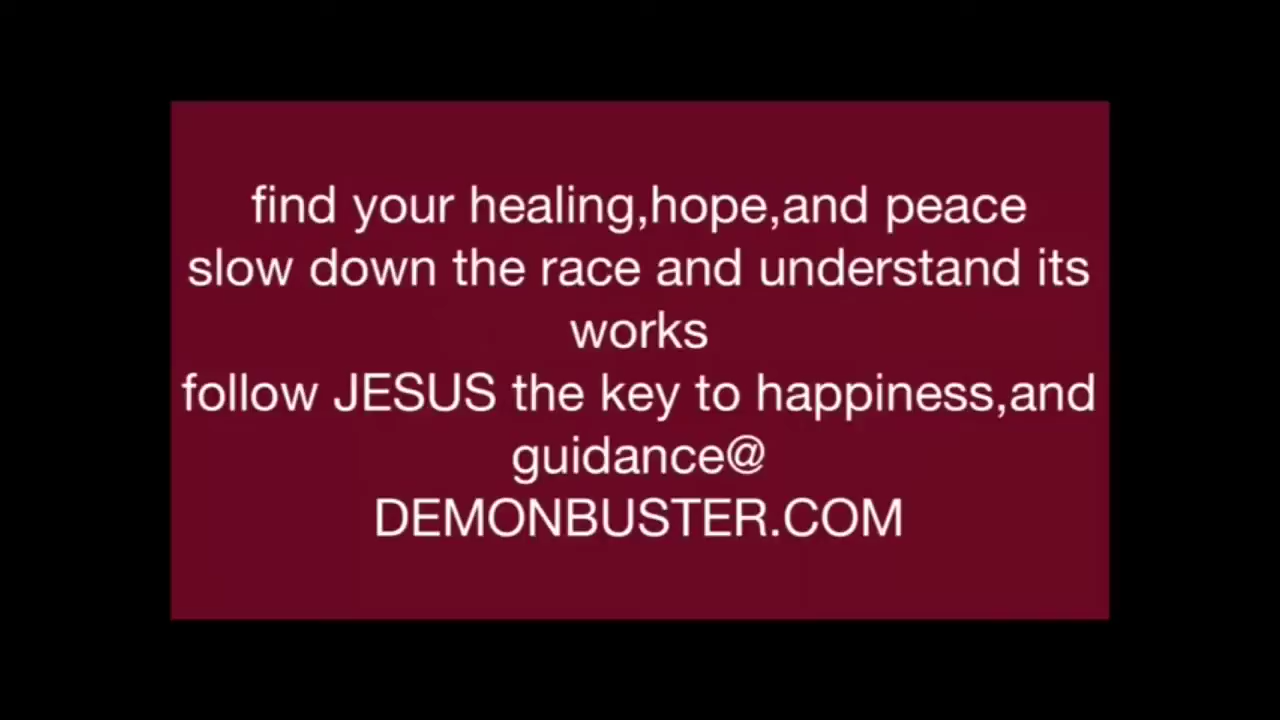 find your healing,hope,and peace
slow down the race and understand its
works
follow JESUS the key to happiness,and
guidance@
DEMONBUSTER.COM